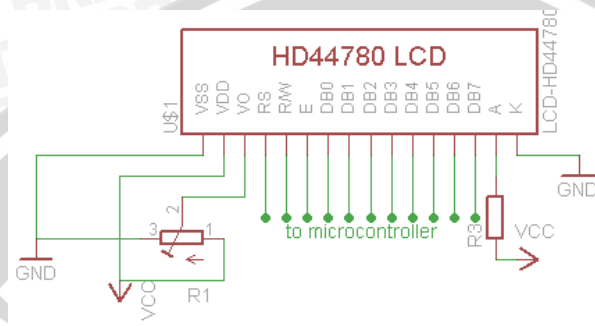 HD44780 LCD
LCD-HD44780
U$1
VSS
VDD
VO
RS
R/W
E
DB0
DB1
DB2
DB3
DB4
DB5
DB6
DB7
A
K
GND
2
3
1
to microcontroller
R3
VCC
GND
VCC
R1